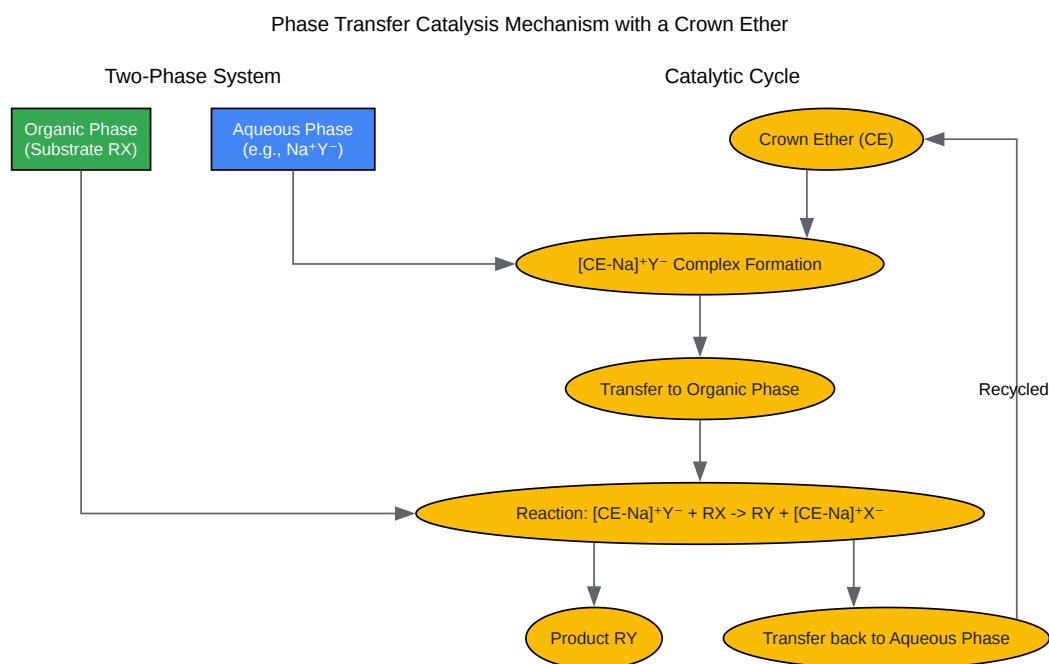 Phase Transfer Catalysis Mechanism with a Crown Ether
Two-Phase System
Catalytic Cycle
Organic Phase
(Substrate RX)
Aqueous Phase
(e.g., Na⁺Y⁻)
Crown Ether (CE)
[CE-Na]⁺Y⁻ Complex Formation
Transfer to Organic Phase
Recycled
Reaction: [CE-Na]⁺Y⁻ + RX -> RY + [CE-Na]⁺X⁻
Product RY
Transfer back to Aqueous Phase